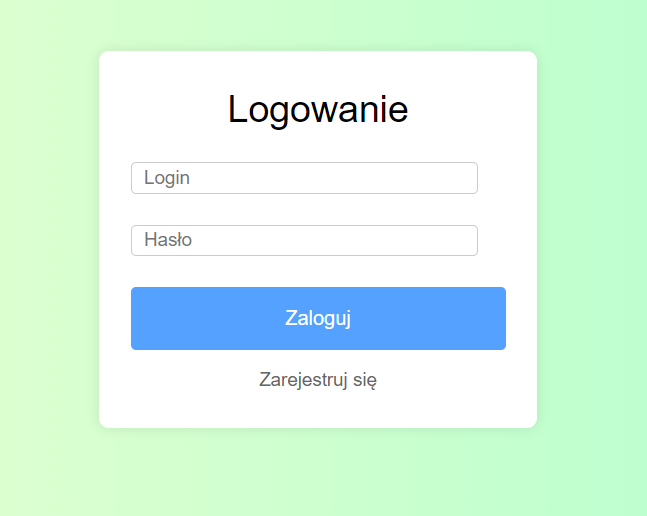 Logowanie
Login
Hasło
Zaloguj
Zarejestruj się